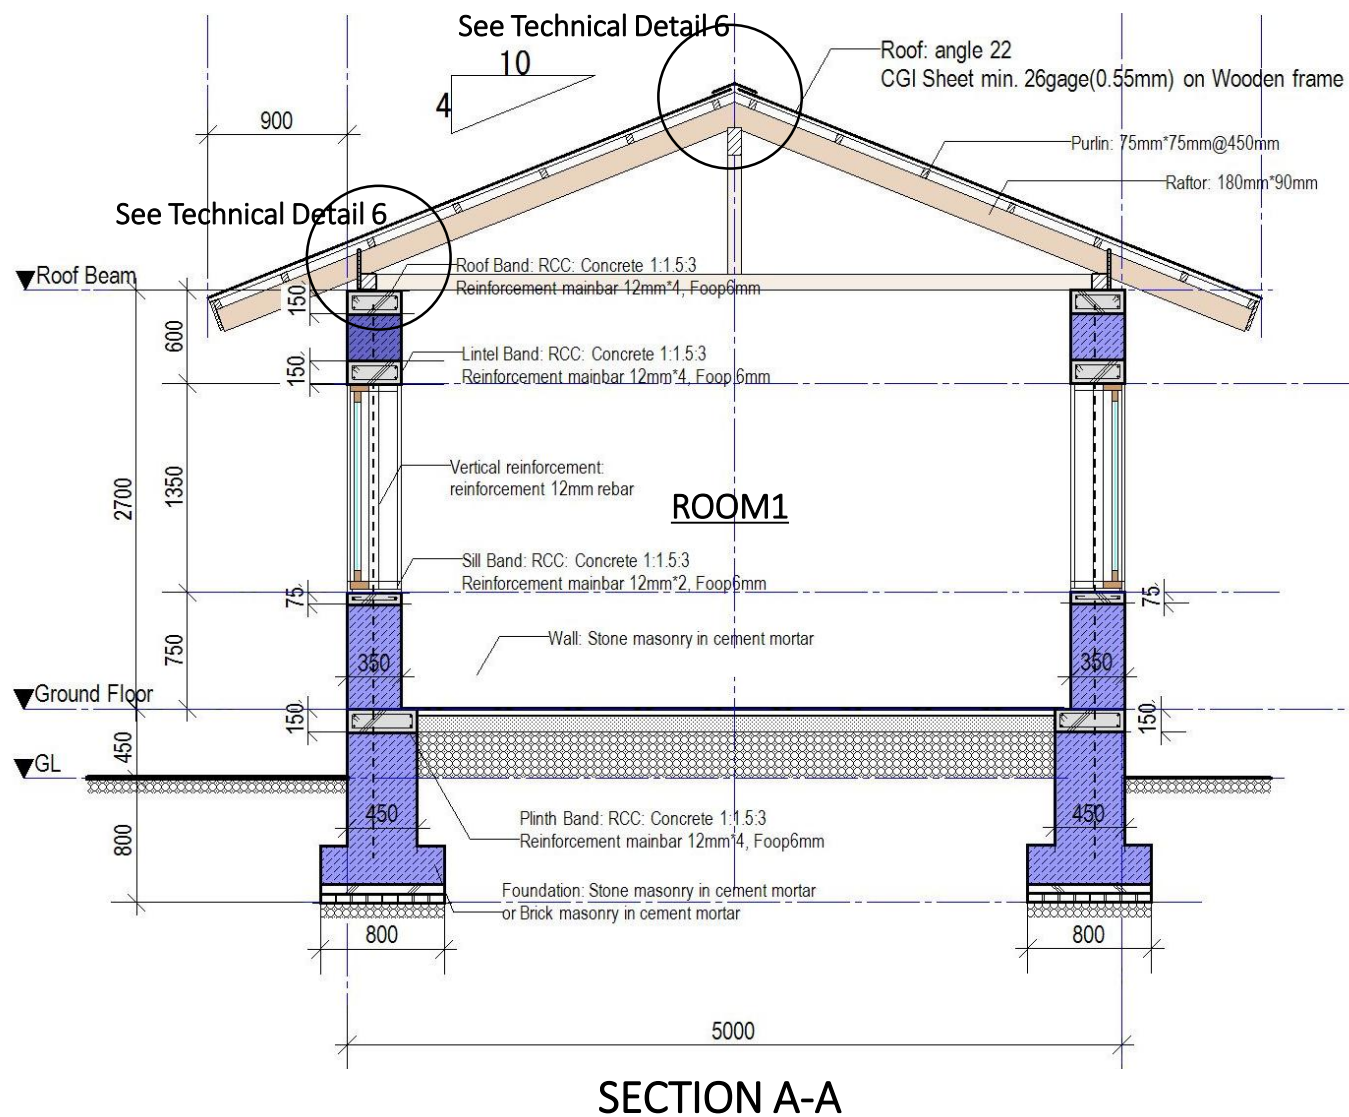 See Technical Detail 6
10
4
Roof: angle 22
CGI Sheet min. 26gage(0.55mm) on Wooden frame
900
Purlin: 75mm*75mm@450mm
Raftor: 180mm*90mm
See Technical Detail 6
Roof Beam
Roof Band: RCC: Concrete 1:1.5:3
Reinforcement mainbar 12mm*4, Foop6mm
150
600
Lintel Band: RCC: Concrete 1:1.5:3
Reinforcement mainbar 12mm*4, Foop 6mm
150
Vertical reinforcement:
reinforcement 12mm rebar
2700
1350
ROOM1
Sill Band: RCC: Concrete 1:1.5:3
Reinforcement mainbar 12mm*2, Foop6mm
75
75
Wall: Stone masonry in cement mortar
750
350
350
Ground Floor
150
150
450
GL
800
450
450
Plinth Band: RCC: Concrete 1:1.5:3
Reinforcement mainbar 12mm*4, Foop6mm
Foundation: Stone masonry in cement mortar
or Brick masonry in cement mortar
800
800
5000
SECTION A-A